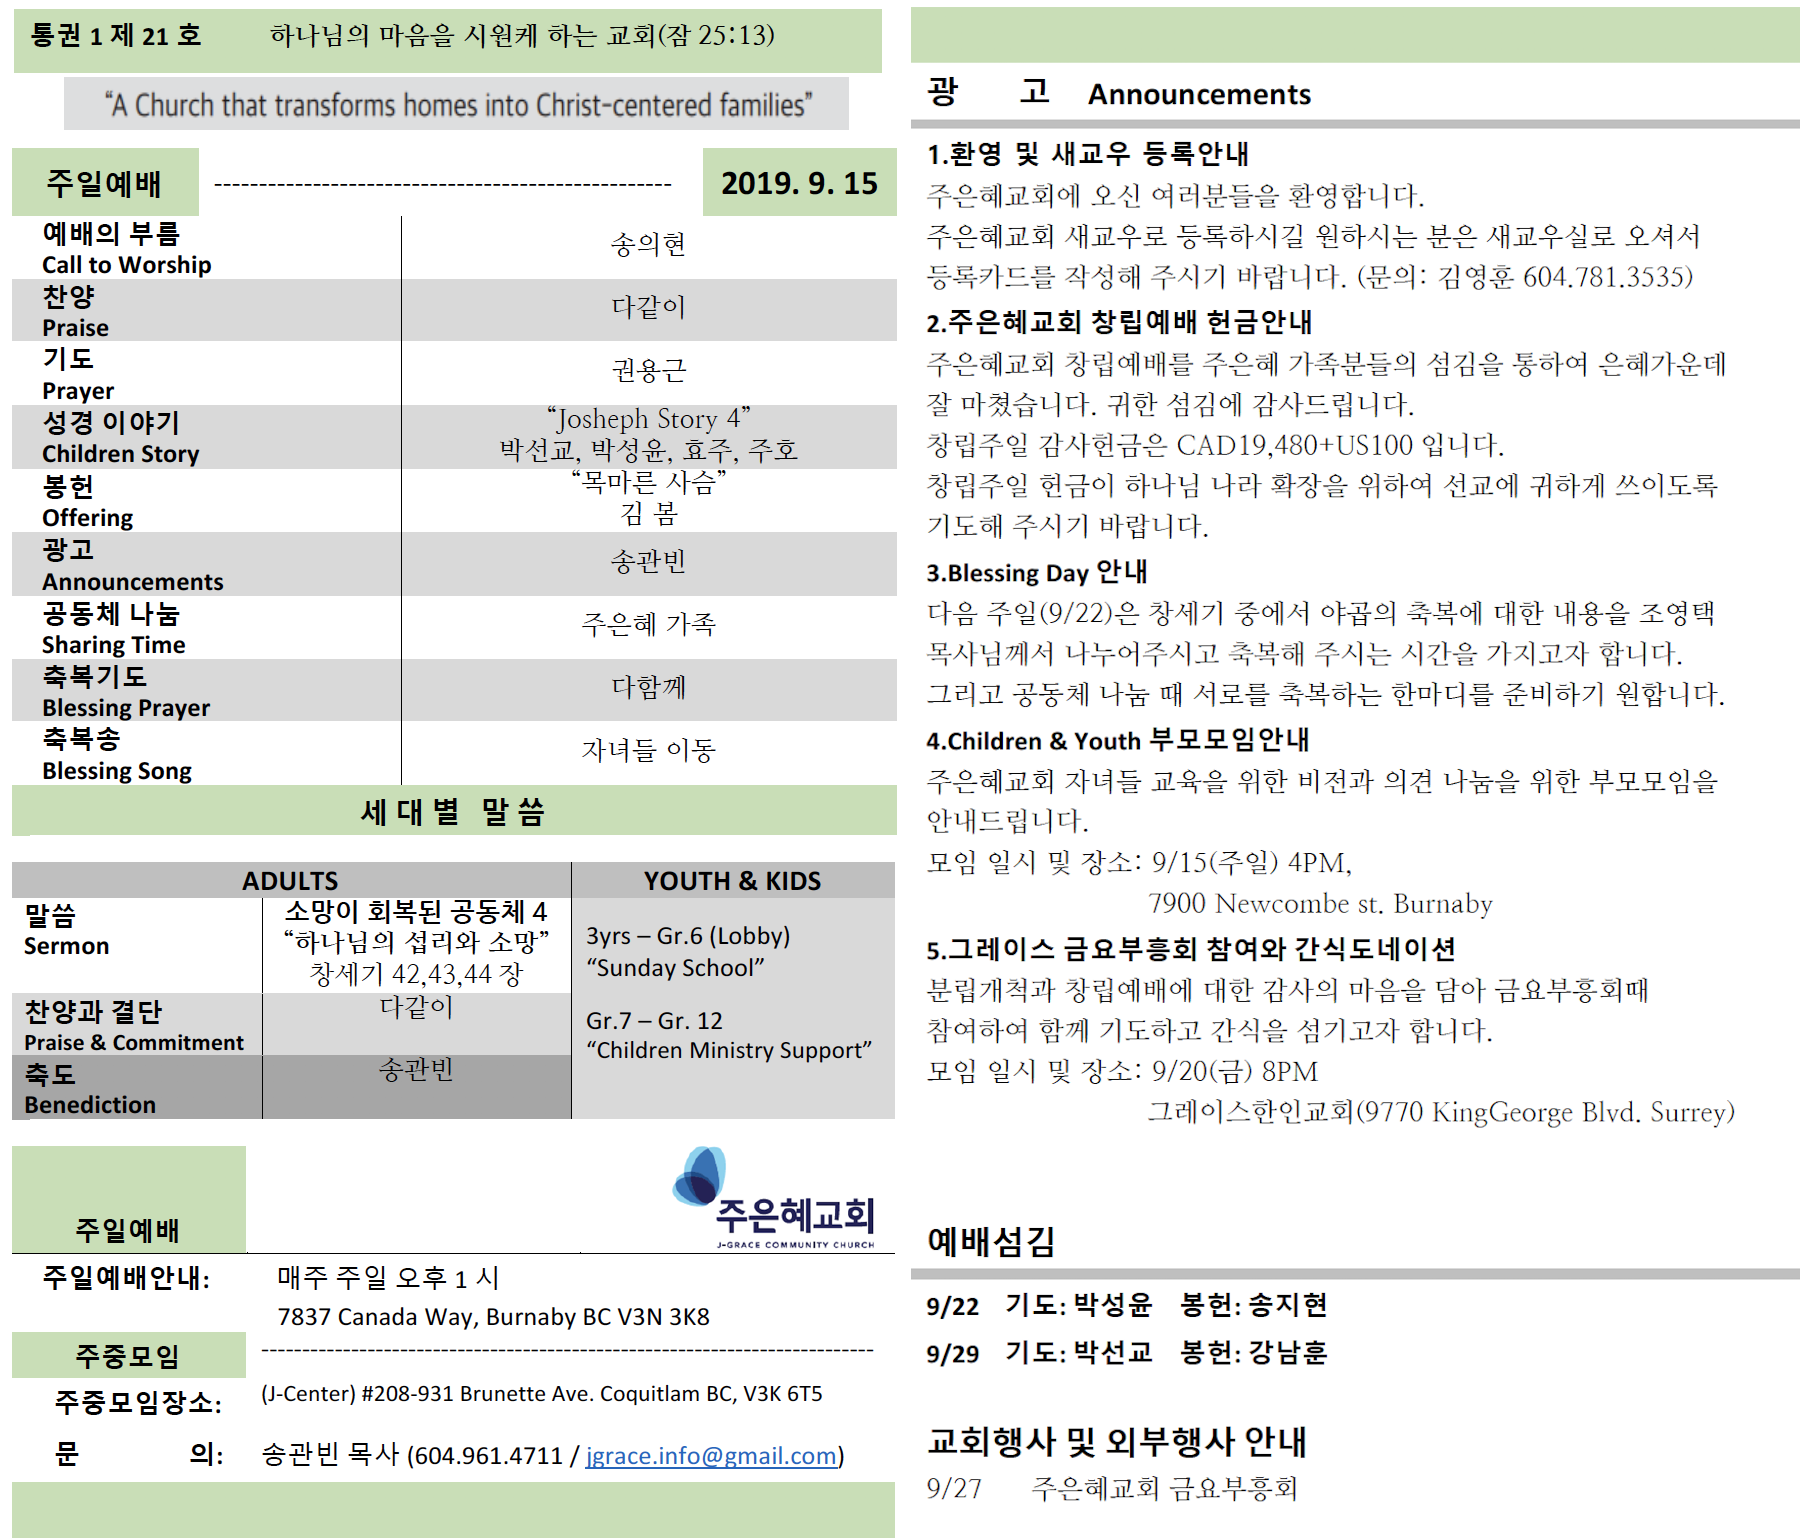 통권 1 제 21 호 하나님의 마음을 시원케 하는 교회(잠 25:13)
“A Church that transforms homes into Christ-centered families”
주일예배 ---------------------------------------------------- 2019. 9. 15
예배의 부름
Call to Worship
송의현
찬양
Praise
다같이
기도
Prayer
권용근
성경 이야기
Children Story
“Josheph Story 4”
박선교, 박성윤, 효주, 주호
봉헌
Offering
“목마른 사슴”
김 봄
광고
Announcements
송관빈
공동체 나눔
Sharing Time
주은혜 가족
축복기도
Blessing Prayer
다함께
축복송
Blessing Song
자녀들 이동
세 대 별 말 씀
ADULTS
YOUTH & KIDS
말씀
Sermon
소망이 회복된 공동체 4
“하나님의 섭리와 소망”
창세기 42,43,44 장
찬양과 결단
Praise & Commitment
다같이
축도
Benediction
송관빈
3yrs – Gr.6 (Lobby)
“Sunday School”
Gr.7 – Gr. 12
“Children Ministry Support”
주은혜교회
J-GRACE COMMUNITY CHURCH
주일예배
주일예배안내: 매주 주일 오후 1 시
7837 Canada Way, Burnaby BC V3N 3K8
주중모임 --------------------------------------------------------------------------
주중모임장소: (J-Center) #208-931 Brunette Ave. Coquitlam BC, V3K 6T5
문 의: 송관빈 목사 (604.961.4711 / jgrace.info@gmail.com)
광 고 Announcements
1.환영 및 새교우 등록안내
주은혜교회에 오신 여러분들을 환영합니다.
주은혜교회 새교우로 등록하시길 원하시는 분은 새교우실로 오셔서
등록카드를 작성해 주시기 바랍니다. (문의: 김영훈 604.781.3535)
2.주은혜교회 창립예배 헌금안내
주은혜교회 창립예배를 주은혜 가족분들의 섬김을 통하여 은혜가운데
잘 마쳤습니다. 귀한 섬김에 감사드립니다.
창립주일 감사헌금은 CAD19,480+US100 입니다.
창립주일 헌금이 하나님 나라 확장을 위하여 선교에 귀하게 쓰이도록
기도해 주시기 바랍니다.
3.Blessing Day 안내
다음 주일(9/22)은 창세기 중에서 야곱의 축복에 대한 내용을 조영택
목사님께서 나누어주시고 축복해 주시는 시간을 가지고자 합니다.
그리고 공동체 나눔 때 서로를 축복하는 한마디를 준비하기 원합니다.
4.Children & Youth 부모모임안내
주은혜교회 자녀들 교육을 위한 비전과 의견 나눔을 위한 부모모임을
안내드립니다.
모임 일시 및 장소: 9/15(주일) 4PM,
7900 Newcombe st. Burnaby
5.그레이스 금요부흥회 참여와 간식도네이션
분립개척과 창립예배에 대한 감사의 마음을 담아 금요부흥회때
참여하여 함께 기도하고 간식을 섬기고자 합니다.
모임 일시 및 장소: 9/20(금) 8PM
그레이스한인교회(9770 KingGeorge Blvd. Surrey)
예배섬김
9/22 기도: 박성윤 봉헌: 송지현
9/29 기도: 박선교 봉헌: 강남훈
교회행사 및 외부행사 안내
9/27 주은혜교회 금요부흥회